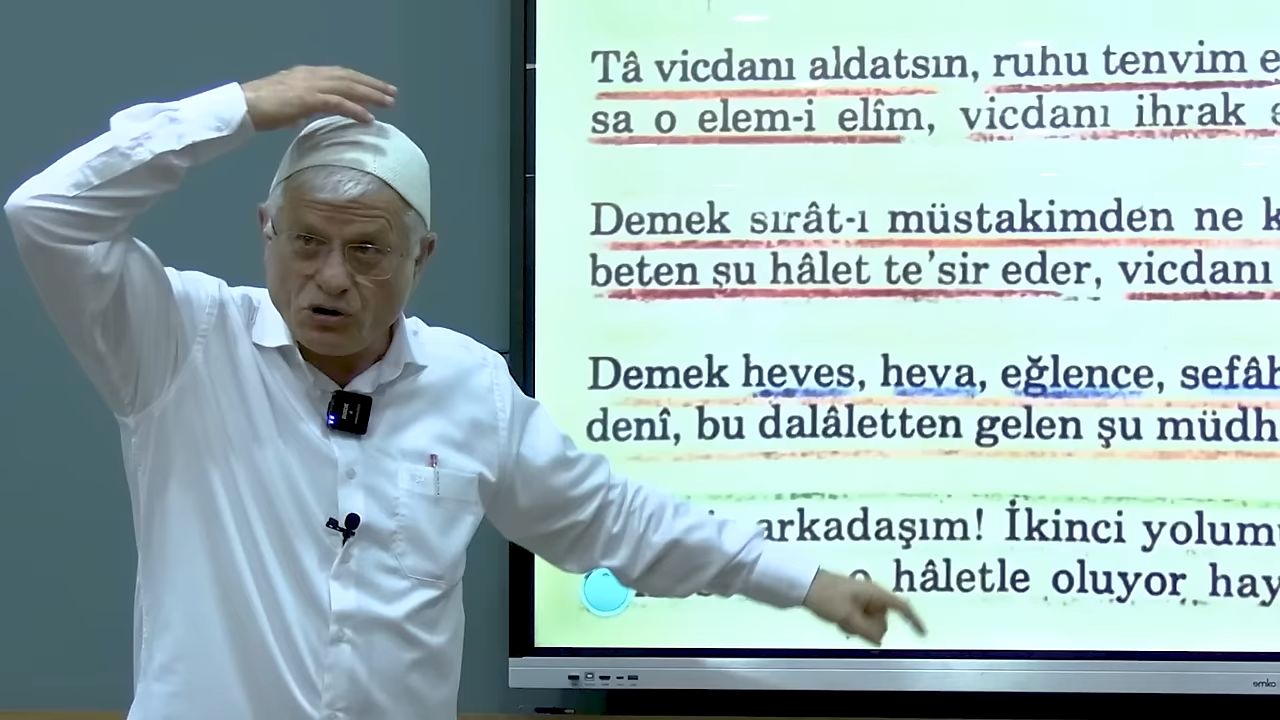 Tâ vicdanı aldatsın, ruhu tenvim e
sa o elem-i elîm, vicdanı ihrak
Demek sırât-ı müstakimden ne k
beten şu hâlet te'sir eder, vicdanı
Demek heves, heva, eğlence, sefâh
denî, bu dalâletten gelen şu müdh
arkadaşım! İkinci yolumu
o hâletle oluyor hay